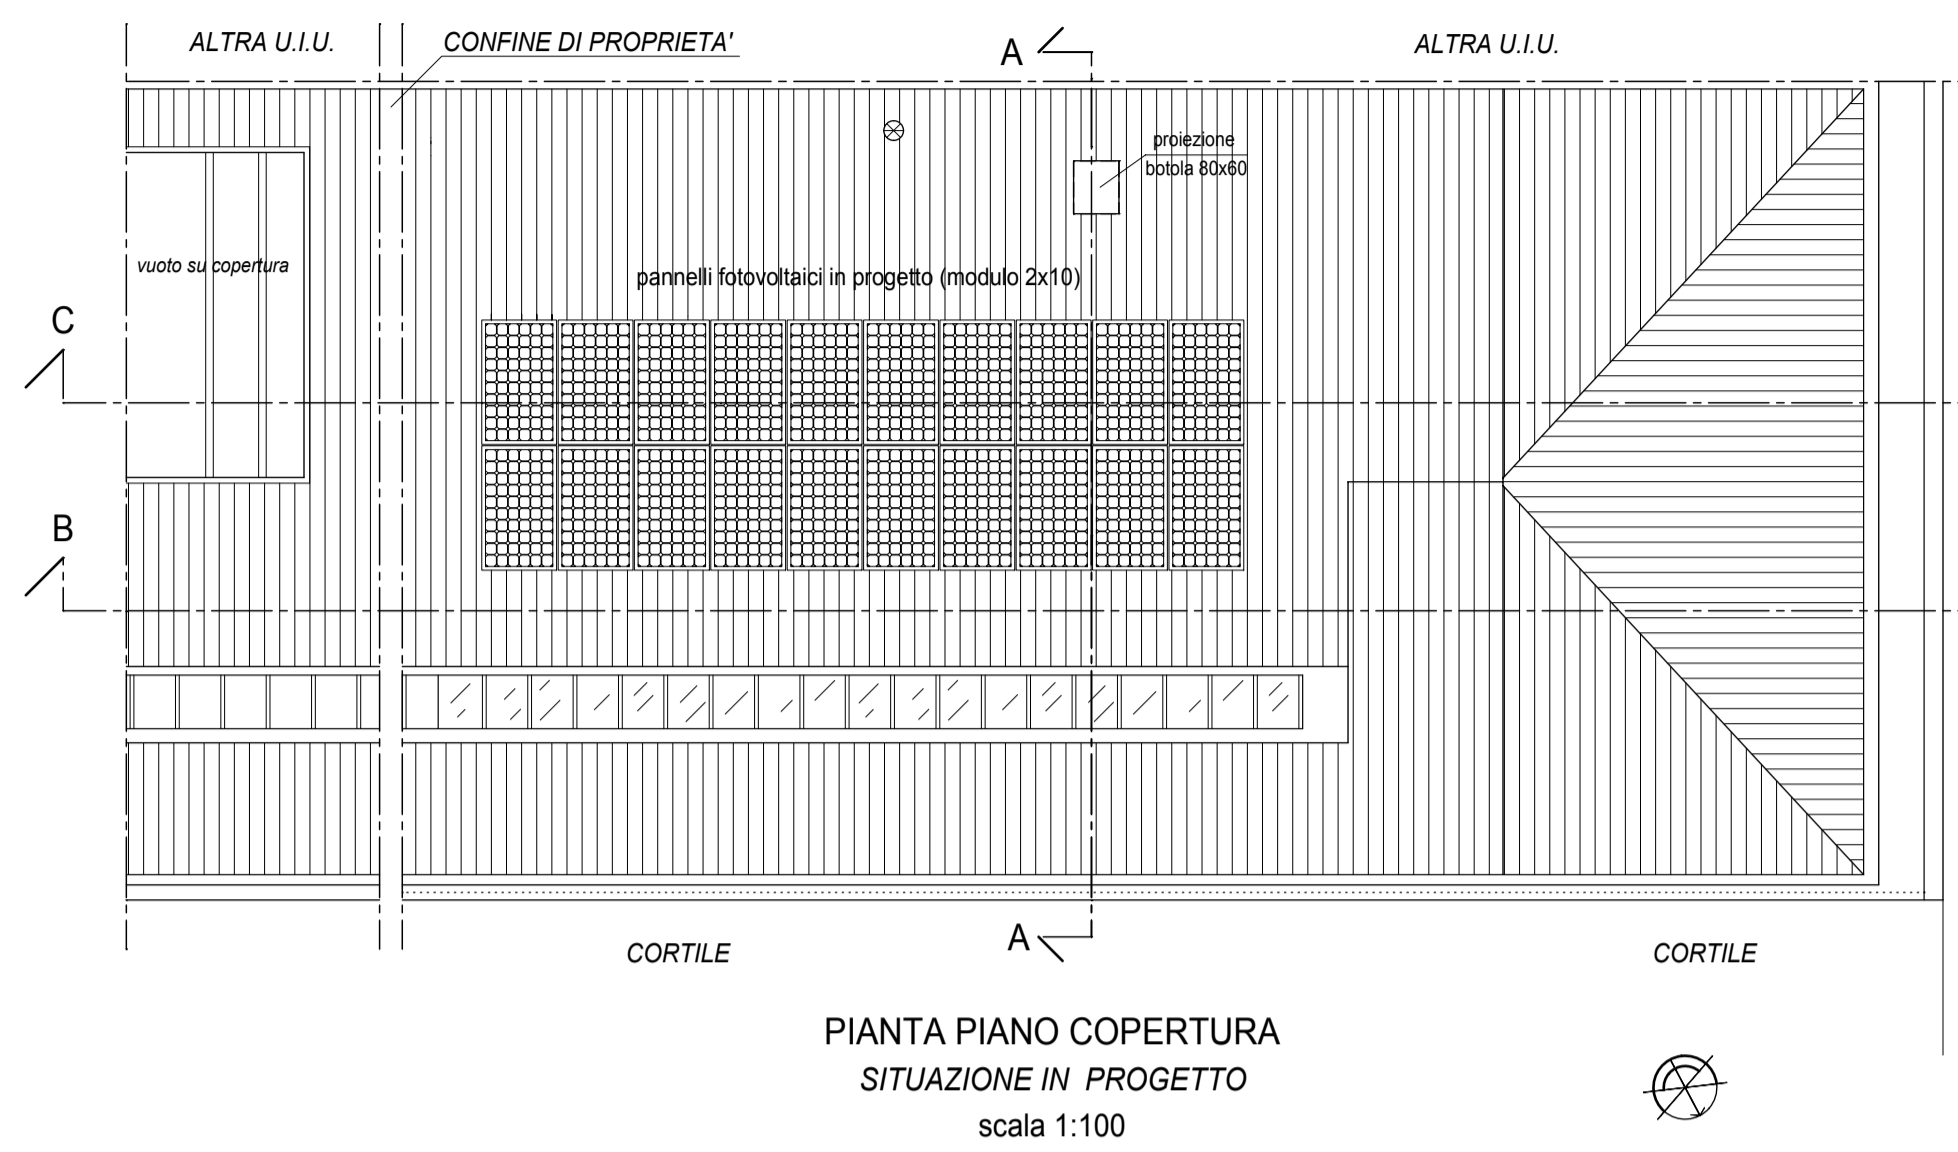 ALTRA U.I.U.
CONFINE DI PROPRIETA'
A
ALTRA U.I.U.
proiezione
botola 80x60
vuoto su copertura
pannelli fotovoltaici in progetto (modulo 2x10)
C
B
A
CORTILE
CORTILE
PIANTA PIANO COPERTURA
SITUAZIONE IN PROGETTO
scala 1:100